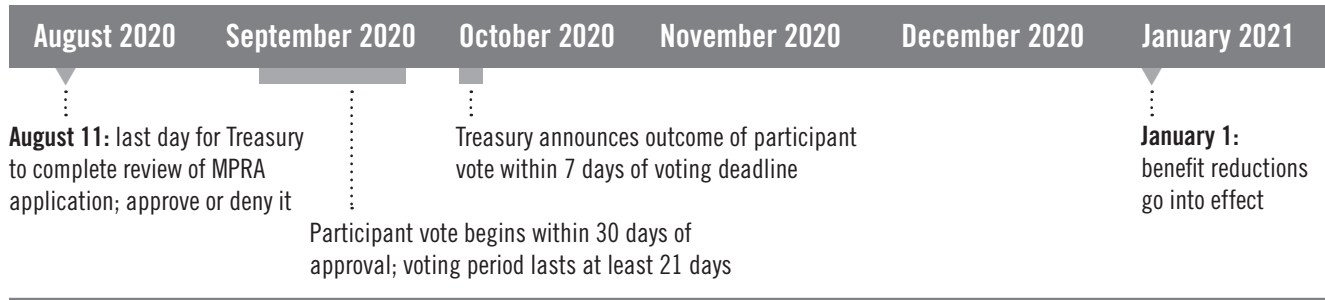 August 2020 September 2020 October 2020 November 2020 December 2020 January 2021
August 11: last day for Treasury
to complete review of MPRA
application; approve or deny it
Participant vote begins within 30 days of
approval; voting period lasts at least 21 days
Treasury announces outcome of participant
vote within 7 days of voting deadline
January 1:
benefit reductions
go into effect